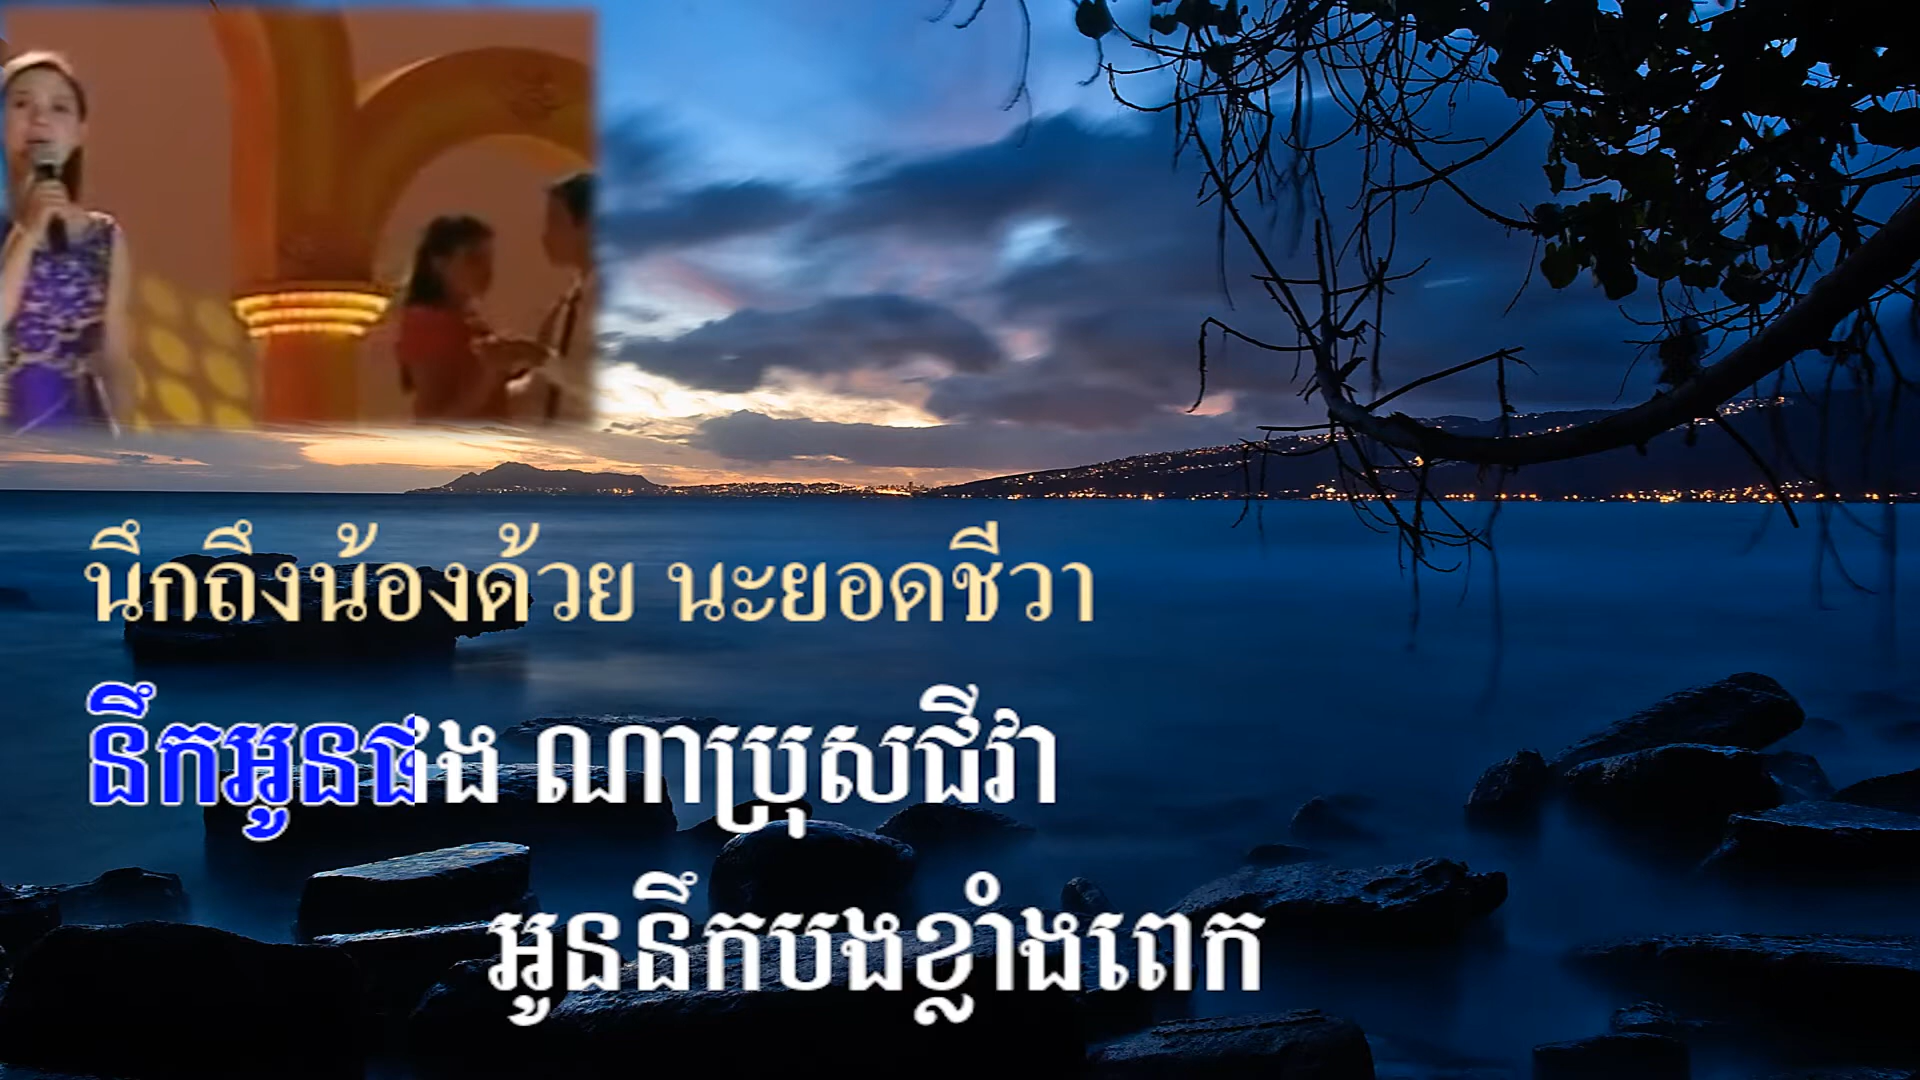 นึกถึงน้องด้วย นะยอดชีวา
នឹកអូនផង ណាប្រុសជីវា
អូននឹកបងខ្លាំងពេក